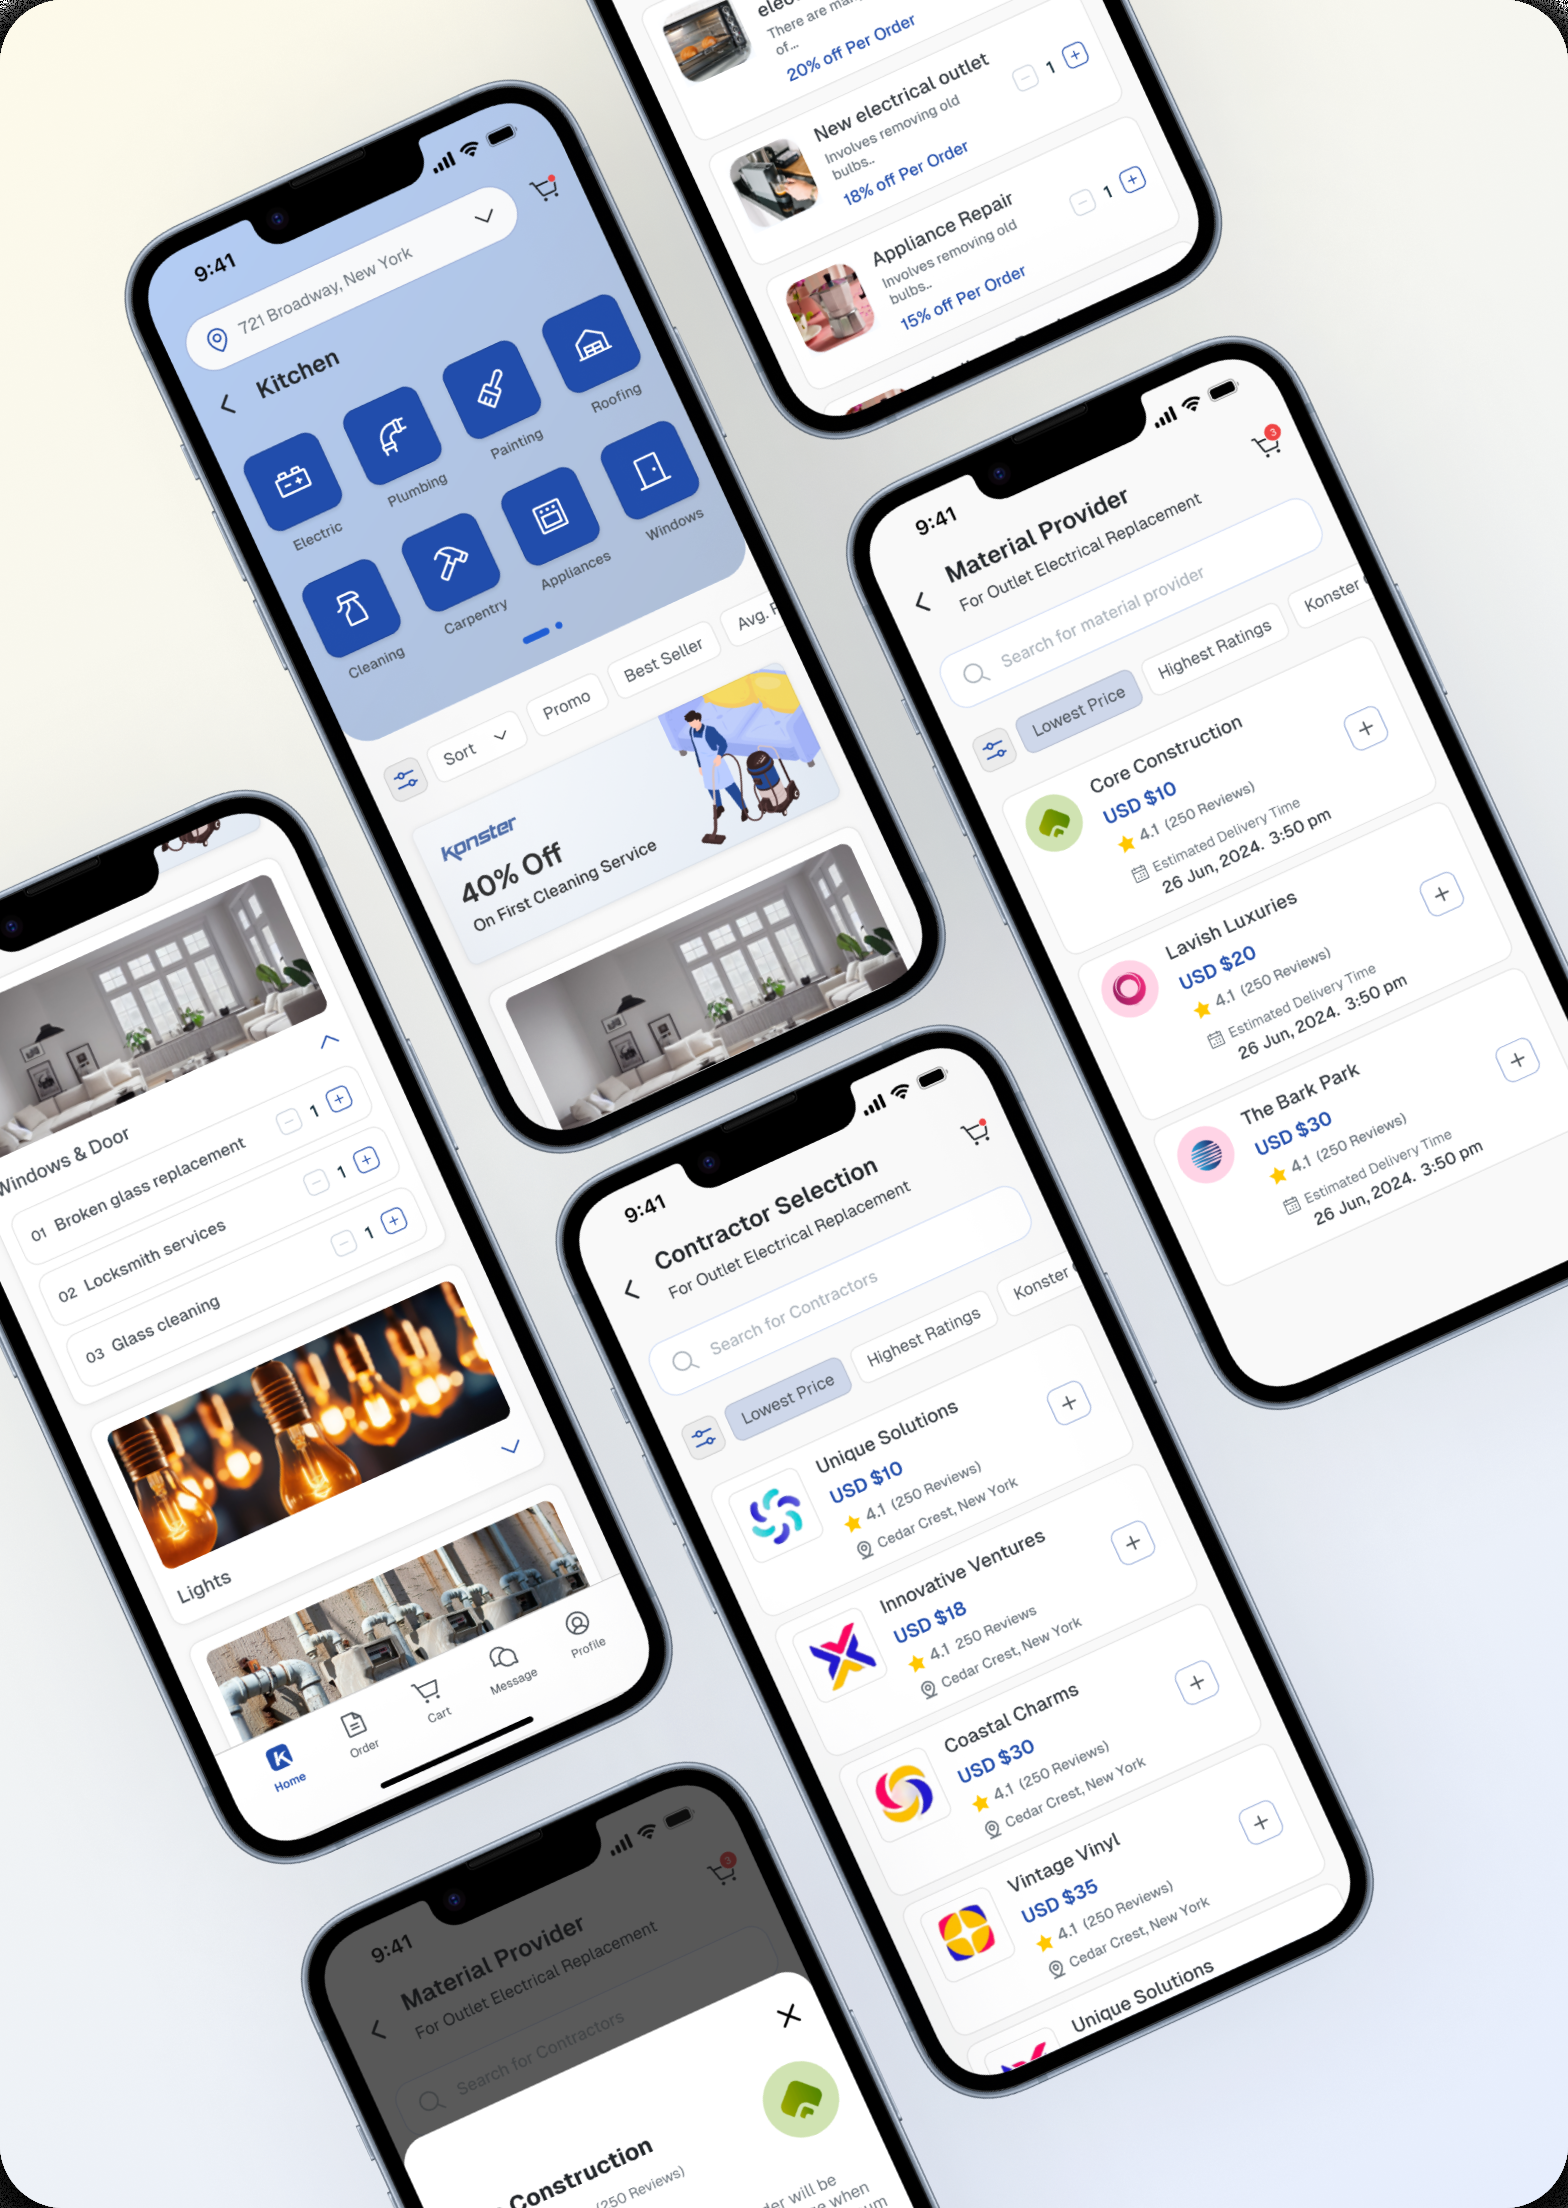 There are many
of...
20% off Per Order
New electrical outlet
Involves removing old
bulbs..
18% off Per Order
1
Appliance Repair
Involves removing old
bulbs..
15% off Per Order
1
9:41
721 Broadway, New York
Kitchen
Electric
Plumbing
Painting
Roofing
Cleaning
Carpentry
Appliances
Windows
Sort
Promo
Best Seller
Avg.
konster
40% Off
On First Cleaning Service
9:41
3
Material Provider
For Outlet Electrical Replacement
Search for material provider
Lowest Price
Highest Ratings
Konster
Core Construction
USD $10
4.1 (250 Reviews)
Estimated Delivery Time
26 Jun, 2024. 3:50 pm
Lavish Luxuries
USD $20
4.1 (250 Reviews)
Estimated Delivery Time
26 Jun, 2024. 3:50 pm
The Bark Park
USD $30
4.1 (250 Reviews)
Estimated Delivery Time
26 Jun, 2024. 3:50 pm
Windows & Door
01 Broken glass replacement
1
02 Locksmith services
1
03 Glass cleaning
1
Lights
Home
Order
Cart
Message
Profile
9:41
Contractor Selection
For Outlet Electrical Replacement
Search for Contractors
Lowest Price
Highest Ratings
Konster
Unique Solutions
USD $10
4.1 (250 Reviews)
Cedar Crest, New York
Innovative Ventures
USD $18
4.1 250 Reviews
Cedar Crest, New York
Coastal Charms
USD $30
4.1 (250 Reviews)
Cedar Crest, New York
Vintage Vinyl
USD $35
4.1 (250 Reviews)
Cedar Crest, New York
Unique Solutions
9:41
3
Material Provider
For Outlet Electrical Replacement
Search for Contractors
Construction
(250 Reviews)
will be
when